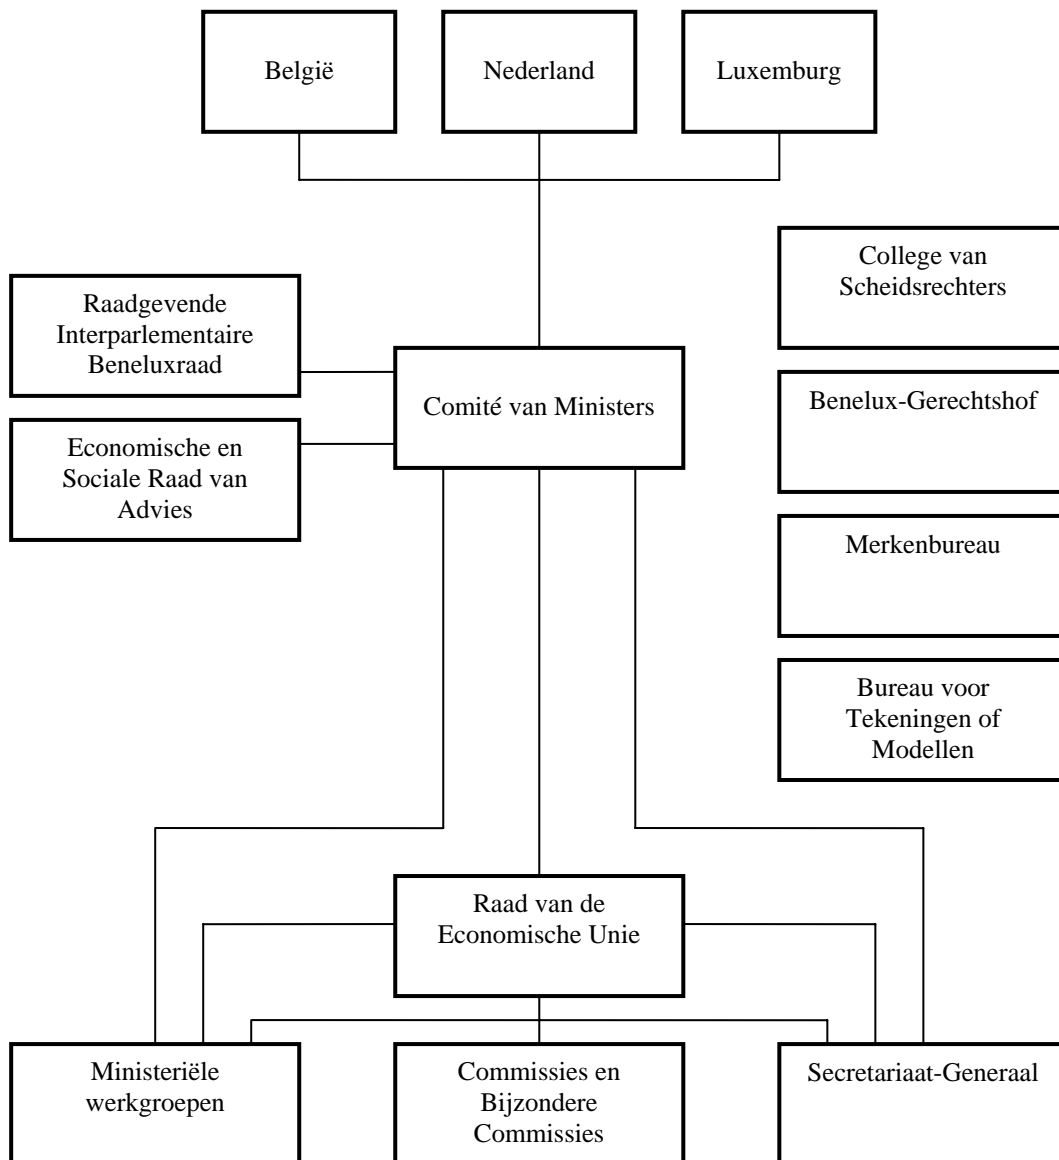 België
Nederland
Luxemburg
College van
Scheidsrechters
Raadgevende
Interparlementaire
Beneluxraad
Comité van Ministers
Benelux-Gerechtshof
Economische en
Sociale Raad van
Advies
Merkenbureau
Bureau voor
Tekeningen of
Modellen
Raad van de
Economische Unie
Ministeriële
werkgroepen
Commissies en
Bijzondere
Commissies
Secretariaat-Generaal